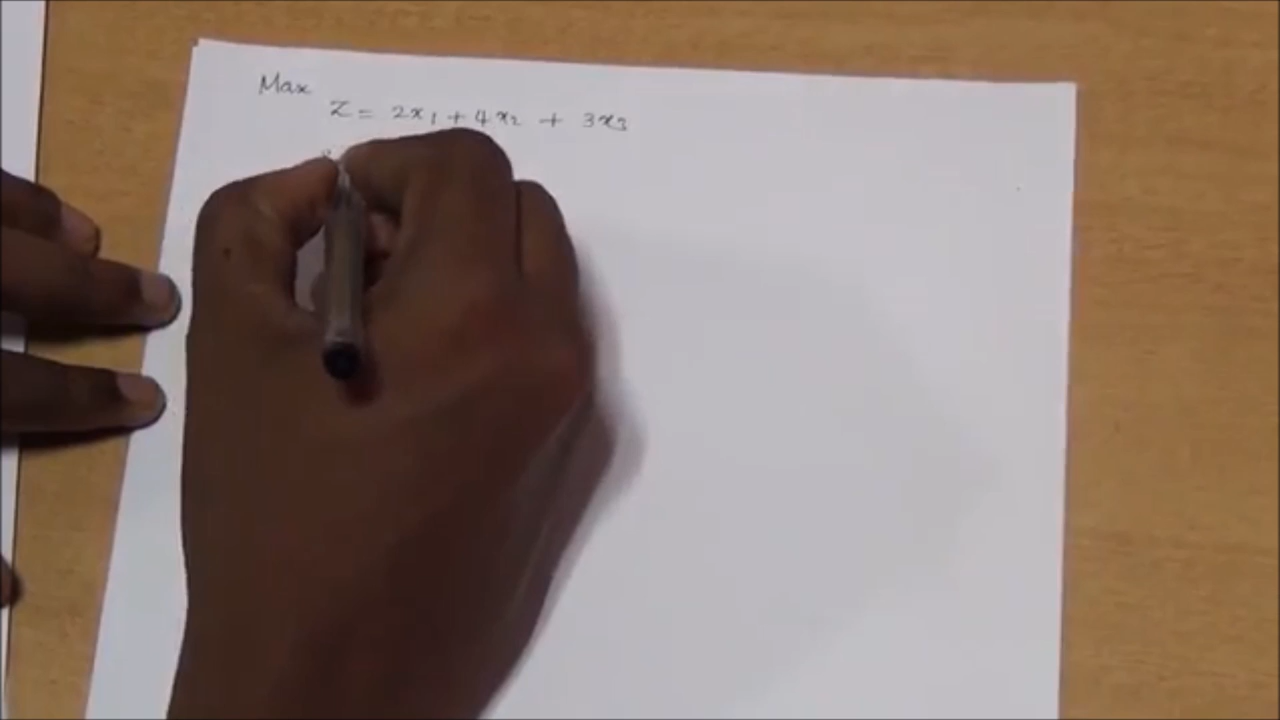 Max
Z = 2x₁ + 4x₂ + 3x₃